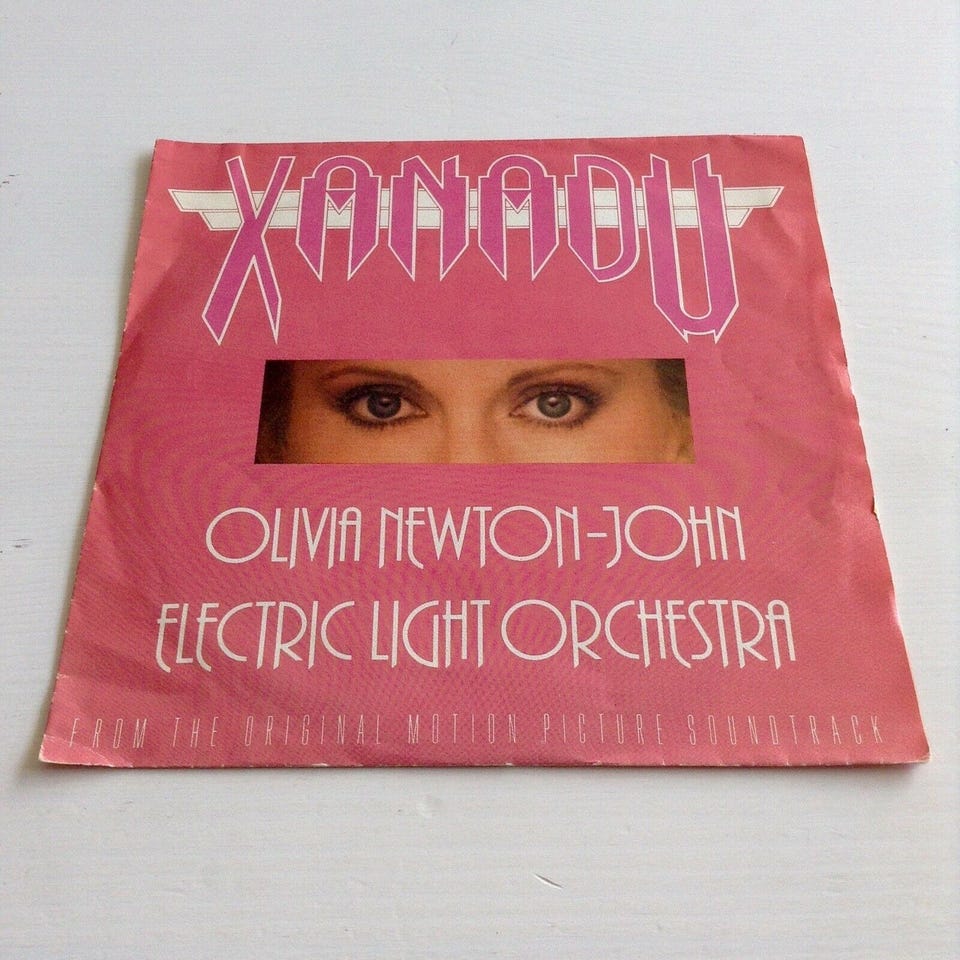 XANADU
OLIVIA NEWTON-JOHN
ELECTRIC LIGHT ORCHESTRA
FROM THE ORIGINAL MOTION PICTURE SOUNDTRACK